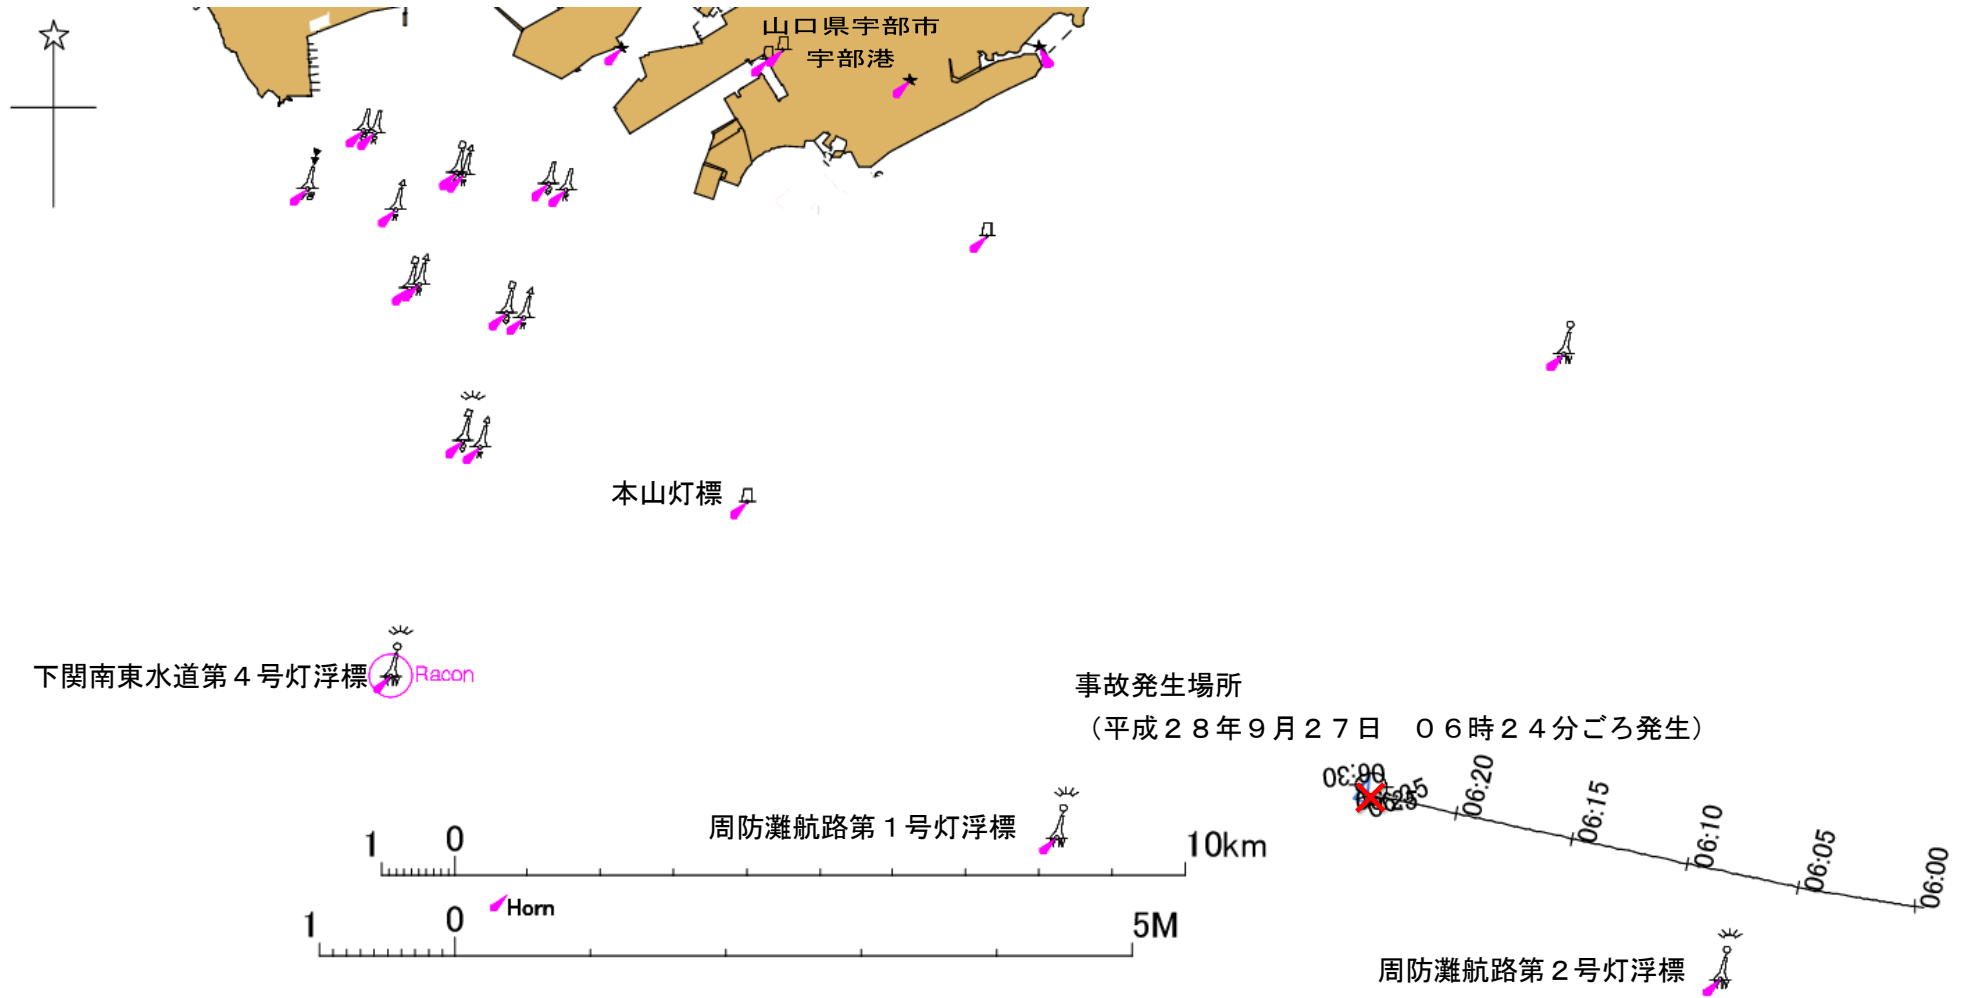 山口県宇部市
宇部港
本山灯標
下関南東水道第４号灯浮標
Racon
事故発生場所
（平成２８年９月２７日　０６時２４分ごろ発生）
06:30
06:25
06:20
06:15
06:10
06:05
06:00
周防灘航路第１号灯浮標
1 0 10km
Horn
1 0 5M
周防灘航路第２号灯浮標